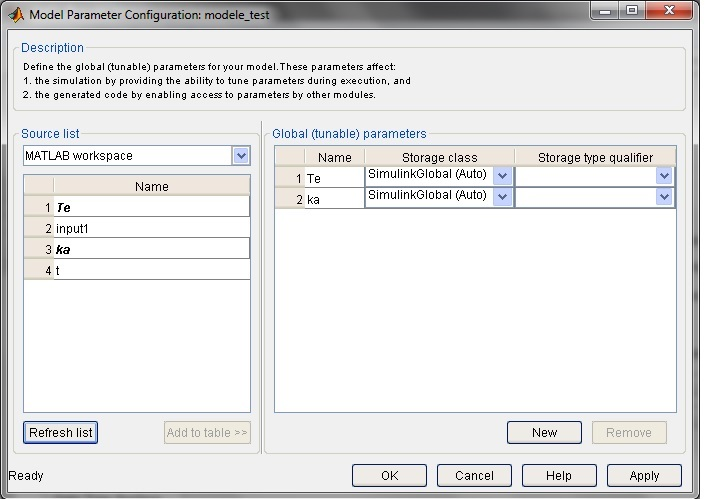 Model Parameter Configuration: modele_test
Description
Define the global (tunable) parameters for your model.These parameters affect:
1. the simulation by providing the ability to tune parameters during execution, and
2. the generated code by enabling access to parameters by other modules.
Source list
MATLAB workspace
Name
1 Te
2 input1
3 ka
4 t
Refresh list
Add to table >>
Global (tunable) parameters
Name Storage class Storage type qualifier
1 Te SimulinkGlobal (Auto)
2 ka SimulinkGlobal (Auto)
New
Remove
Ready
OK
Cancel
Help
Apply